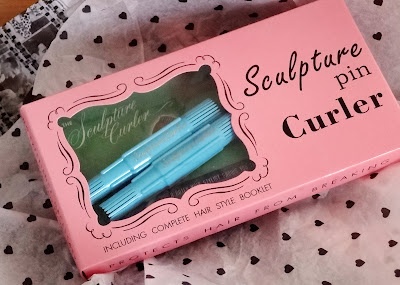 Sculpture
pin
Curler
THE
Sculpture
Curler
INCLUDING COMPLETE HAIR STYLE BOOKLET
PROTECTS HAIR FROM BREAKING